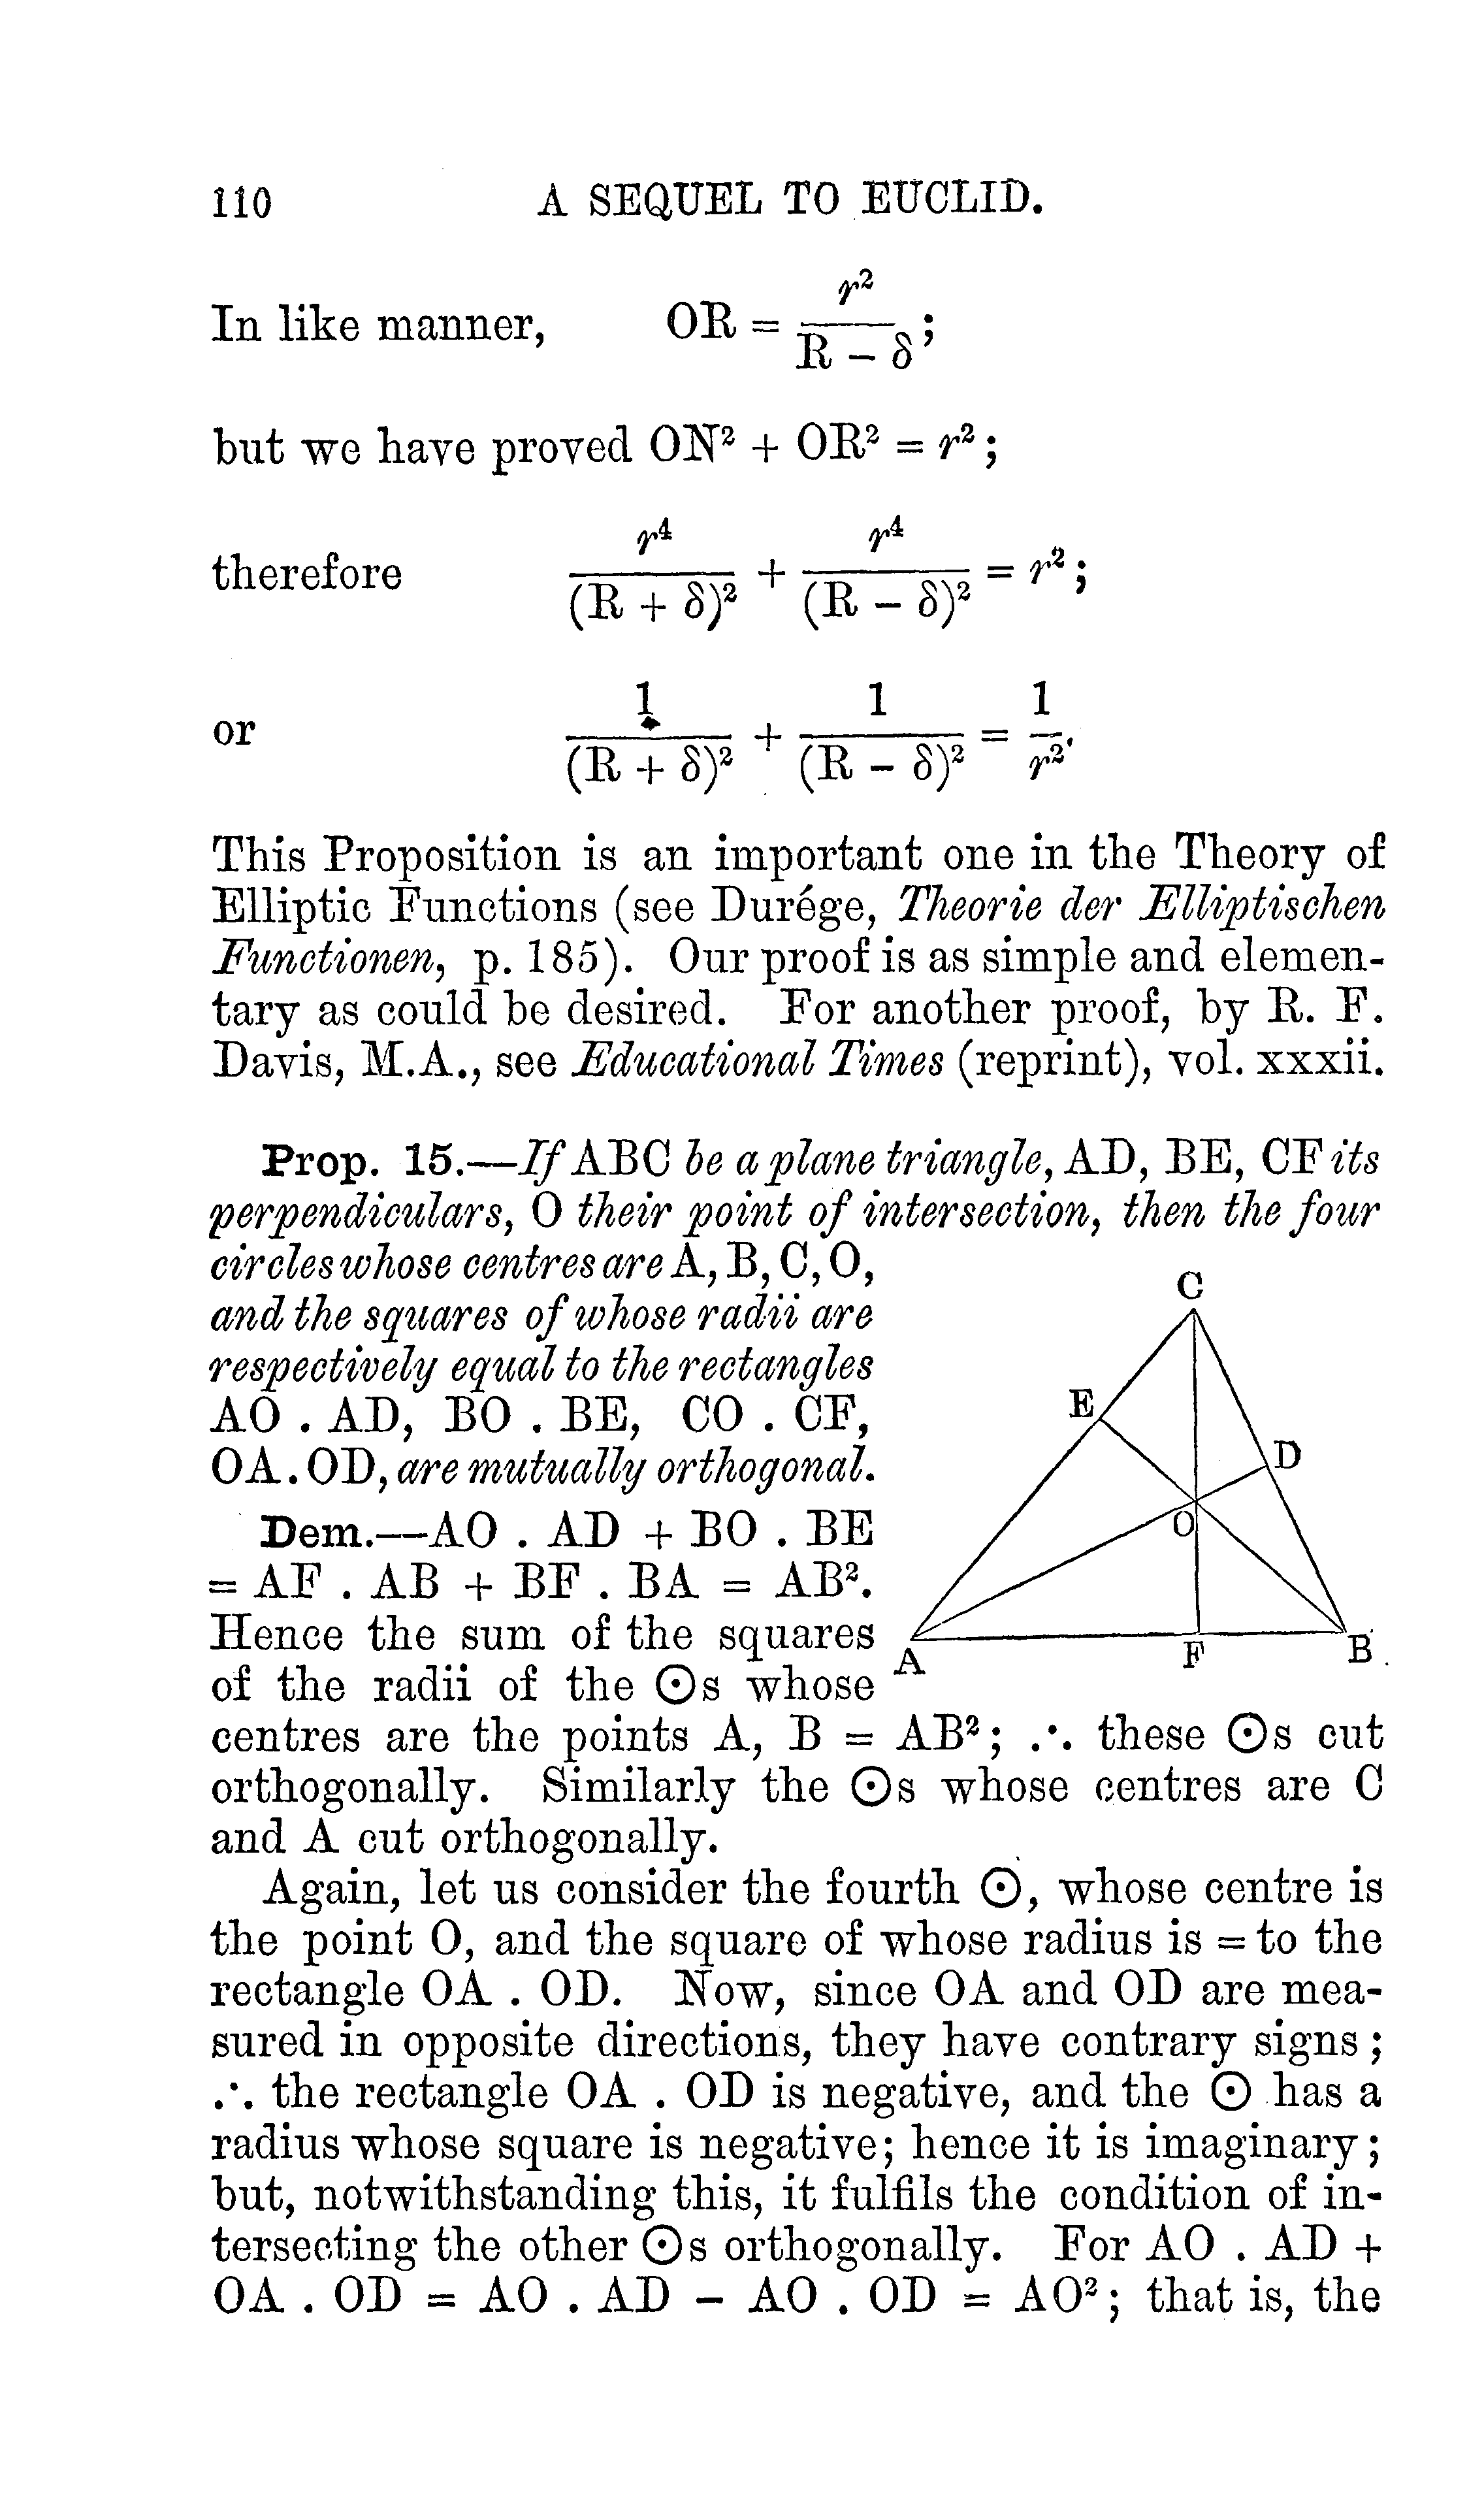 110 A SEQUEL TO EUCLID.
In like manner, OR = r² / (R − δ);
but we have proved ON² + OR² = r²;
therefore r⁴ / (R + δ)² + r⁴ / (R − δ)² = r²;
or 1 / (R + δ)² + 1 / (R − δ)² = 1 / r².
This Proposition is an important one in the Theory of
Elliptic Functions (see Durége, Theorie der Elliptischen
Functionen, p. 185). Our proof is as simple and elemen-
tary as could be desired. For another proof, by R. F.
Davis, M.A., see Educational Times (reprint), vol. xxxii.
Prop. 15.—If ABC be a plane triangle, AD, BE, CF its
perpendiculars, O their point of intersection, then the four
circles whose centres are A, B, C, O,
and the squares of whose radii are
respectively equal to the rectangles
AO . AD, BO . BE, CO . CF,
OA . OD, are mutually orthogonal.
Dem.—AO . AD + BO . BE
= AF . AB + BF . BA = AB².
Hence the sum of the squares
of the radii of the ⊙s whose
C
E
D
O
A
F
B
centres are the points A, B = AB²; ∴ these ⊙s cut
orthogonally. Similarly the ⊙s whose centres are C
and A cut orthogonally.
Again, let us consider the fourth ⊙, whose centre is
the point O, and the square of whose radius is = to the
rectangle OA . OD. Now, since OA and OD are mea-
sured in opposite directions, they have contrary signs;
∴ the rectangle OA . OD is negative, and the ⊙ has a
radius whose square is negative; hence it is imaginary;
but, notwithstanding this, it fulfils the condition of in-
tersecting the other ⊙s orthogonally. For AO . AD +
OA . OD = AO . AD − AO . OD = AO²; that is, the